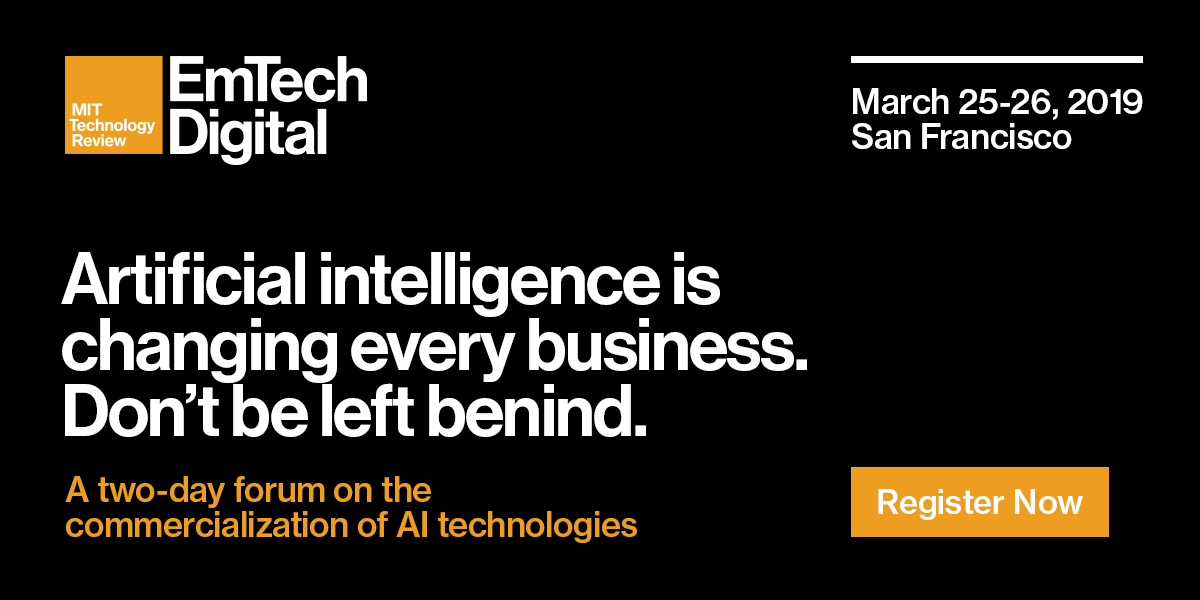 MIT
Technology
Review
EmTech
Digital
March 25-26, 2019
San Francisco
Artificial intelligence is
changing every business.
Don't be left benind.
A two-day forum on the
commercialization of AI technologies
Register Now